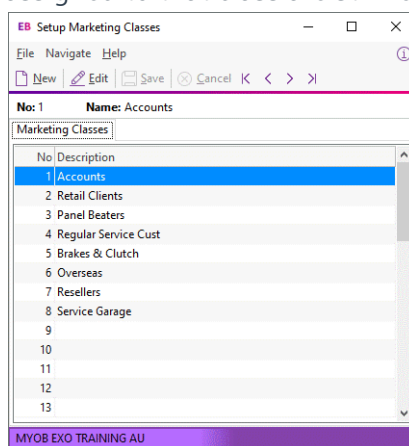 EB Setup Marketing Classes
File Navigate Help
New Edit Save Cancel
No: 1 Name: Accounts
Marketing Classes
No Description
1 Accounts
2 Retail Clients
3 Panel Beaters
4 Regular Service Cust
5 Brakes & Clutch
6 Overseas
7 Resellers
8 Service Garage
9
10
11
12
13
MYOB EXO TRAINING AU